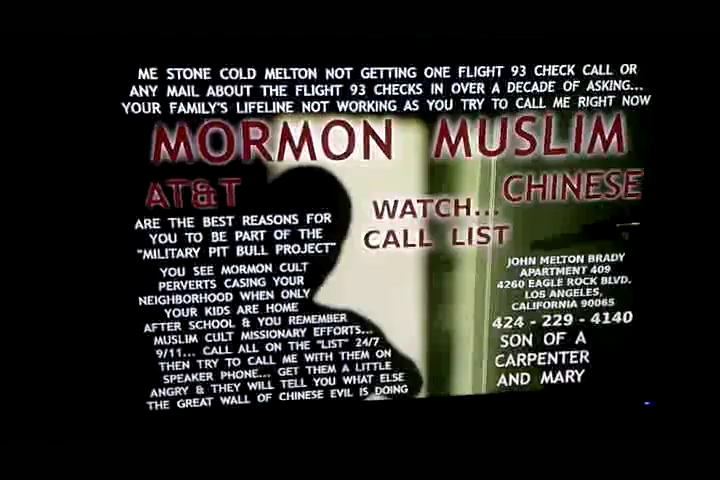 ME STONE COLD MELTON NOT GETTING ONE FLIGHT 93 CHECK CALL OR
ANY MAIL ABOUT THE FLIGHT 93 CHECKS IN OVER A DECADE OF ASKING...
YOUR FAMILY'S LIFELINE NOT WORKING AS YOU TRY TO CALL ME RIGHT NOW
MORMON MUSLIM
AT&T
CHINESE
WATCH...
CALL LIST
ARE THE BEST REASONS FOR
YOU TO BE PART OF THE
"MILITARY PIT BULL PROJECT"
YOU SEE MORMON CULT
PERVERTS CASING YOUR
NEIGHBORHOOD WHEN ONLY
YOUR KIDS ARE HOME
AFTER SCHOOL & YOU REMEMBER
MUSLIM CULT MISSIONARY EFFORTS...
9/11... CALL ALL ON THE "LIST" 24/7
THEN TRY TO CALL ME WITH THEM ON
SPEAKER PHONE... GET THEM A LITTLE
ANGRY & THEY WILL TELL YOU WHAT ELSE
THE GREAT WALL OF CHINESE EVIL IS DOING
JOHN MELTON BRADY
APARTMENT 409
4260 EAGLE ROCK BLVD.
LOS ANGELES,
CALIFORNIA 90065
424 - 229 - 4140
SON OF A
CARPENTER
AND MARY